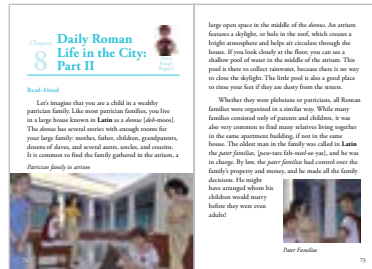 Chapter
8
Daily Roman
Life in the City:
Part II
Read-Aloud
Let's imagine that you are a child in a wealthy
patrician family. Like most patrician families, you live
in a large house known in Latin as a domus [doh-moos].
The domus has several stories with enough rooms for
your large family: mother, father, children, grandparents,
dozens of slaves, and several aunts, uncles, and cousins.
It is common to find the family gathered in the atrium, a
Patrician family in atrium
72
large open space in the middle of the domus. An atrium
features a skylight, or hole in the roof, which creates a
bright atmosphere and helps air circulate through the
house. If you look closely at the floor, you can see a
shallow pool of water in the middle of the atrium. This
pool is there to collect rainwater, because there is no way
to close the skylight. The little pool is also a good place
to rinse your feet if they are dusty from the streets.
Whether they were plebeians or patricians, all Roman
families were organized in a similar way. While many
families consisted only of parents and children, it was
also very common to find many relatives living together
in the same apartment building, if not in the same
house. The oldest man in the family was called in Latin
the pater familias, and he was
in charge. By law, the pater familias had control over the
family's property and money, and he made all the family
decisions. He might
have arranged whom his
children would marry
before they were even
adults!
Pater Familias
73